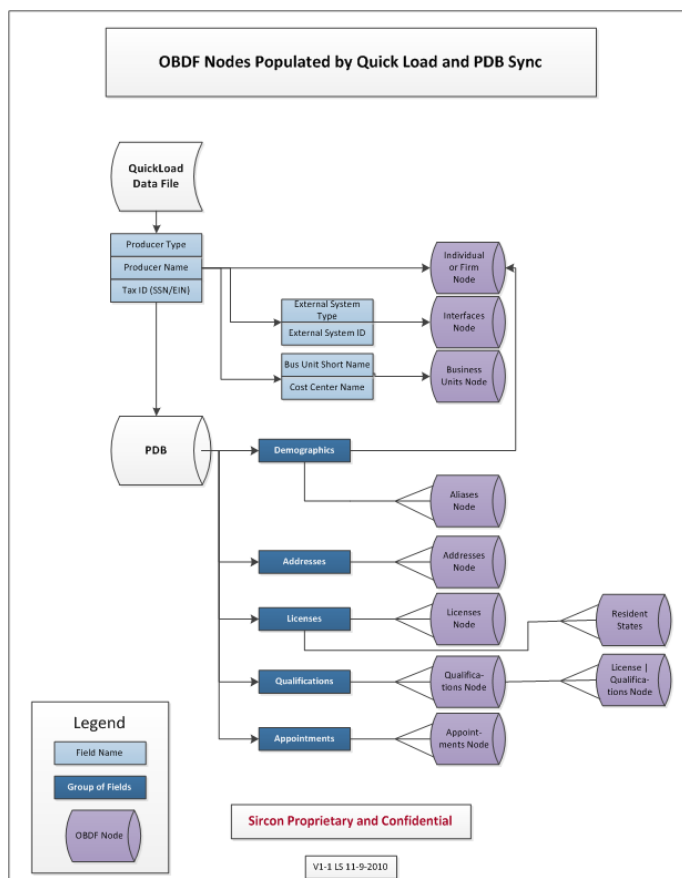 OBDF Nodes Populated by Quick Load and PDB Sync
QuickLoad
Data File
Producer Type
Producer Name
Tax ID (SSN/EIN)
Individual
or Firm
Node
External System
Type
External System ID
Interfaces
Node
Bus Unit Short Name
Cost Center Name
Business
Units Node
PDB
Demographics
Aliases
Node
Addresses
Addresses
Node
Licenses
Licenses
Node
Resident
States
Qualifications
Qualifica-
tions Node
License |
Qualifica-
tions Node
Appointments
Appoint-
ments Node
Legend
Field Name
Group of Fields
OBDF Node
Sircon Proprietary and Confidential
V1-1 LS 11-9-2010